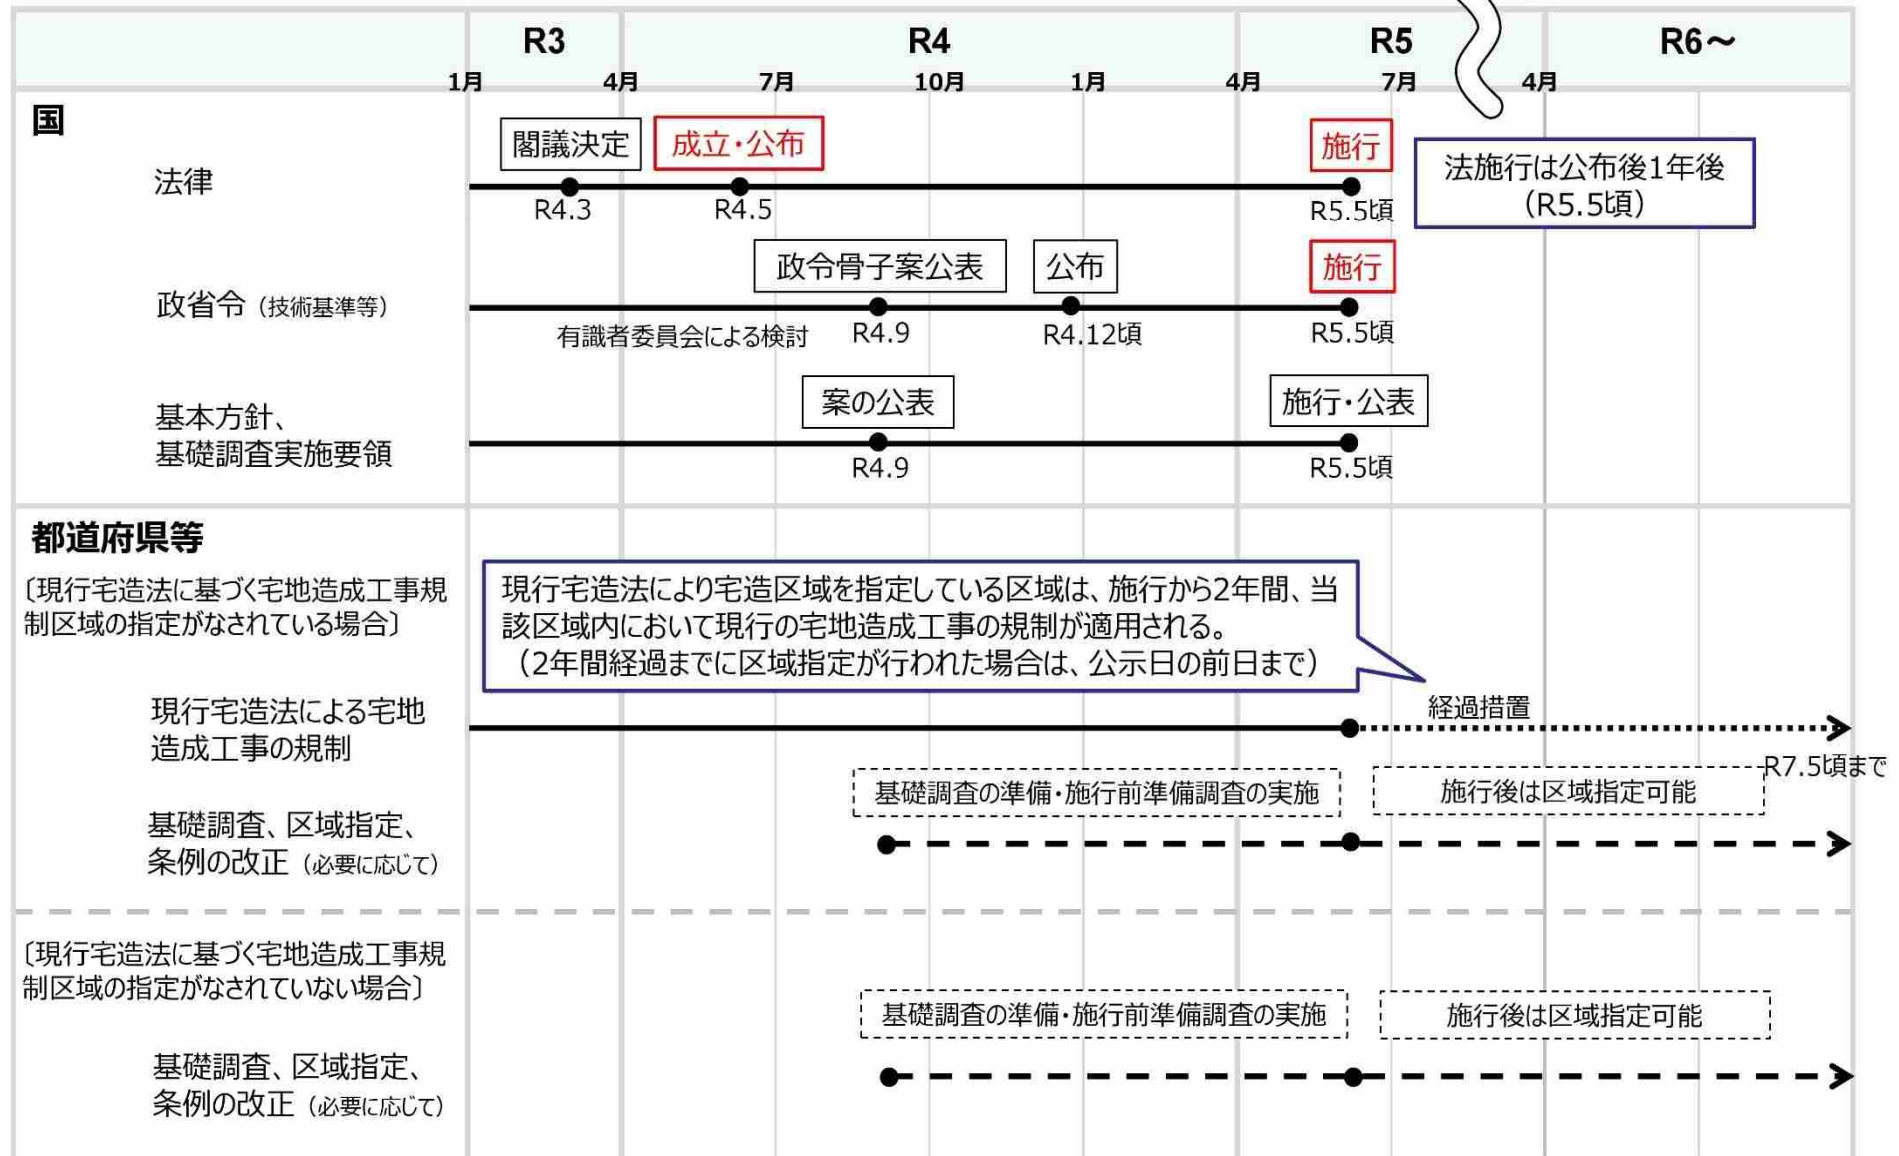 R3 R4 R5 R6～
1月 4月 7月 10月 1月 4月 7月 4月
国
法律
閣議決定
成立・公布
施行
R4.3
R4.5
R5.5頃
法施行は公布後1年後
（R5.5頃）
政省令（技術基準等）
政令骨子案公表
公布
施行
有識者委員会による検討
R4.9
R4.12頃
R5.5頃
基本方針、
基礎調査実施要領
案の公表
施行・公表
R4.9
R5.5頃
都道府県等
〔現行宅造法に基づく宅地造成工事規
制区域の指定がなされている場合〕
現行宅造法により宅造区域を指定している区域は、施行から2年間、当
該区域内において現行の宅地造成工事の規制が適用される。
（2年間経過までに区域指定が行われた場合は、公示日の前日まで）
現行宅造法による宅地
造成工事の規制
経過措置
R7.5頃まで
基礎調査、区域指定、
条例の改正（必要に応じて）
基礎調査の準備・施行前準備調査の実施
施行後は区域指定可能
〔現行宅造法に基づく宅地造成工事規
制区域の指定がなされていない場合〕
基礎調査の準備・施行前準備調査の実施
施行後は区域指定可能
基礎調査、区域指定、
条例の改正（必要に応じて）